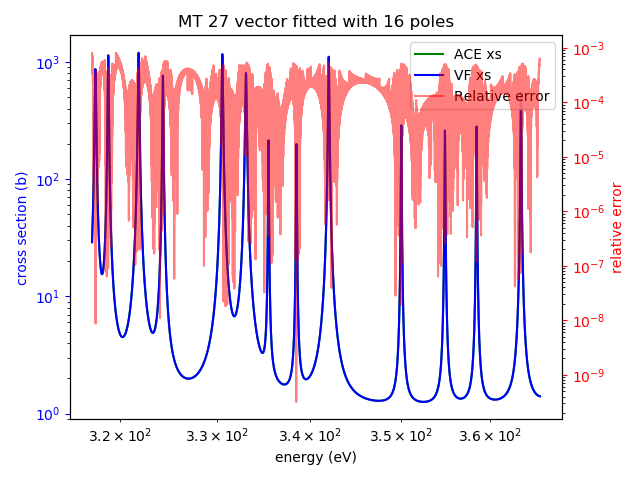 MT 27 vector fitted with 16 poles
ACE xs
VF xs
Relative error
cross section (b)
10³
10²
10¹
10⁰
10⁻³
10⁻⁴
10⁻⁵
10⁻⁶
10⁻⁷
10⁻⁸
10⁻⁹
relative error
3.2 × 10² 3.3 × 10² 3.4 × 10² 3.5 × 10² 3.6 × 10²
energy (eV)